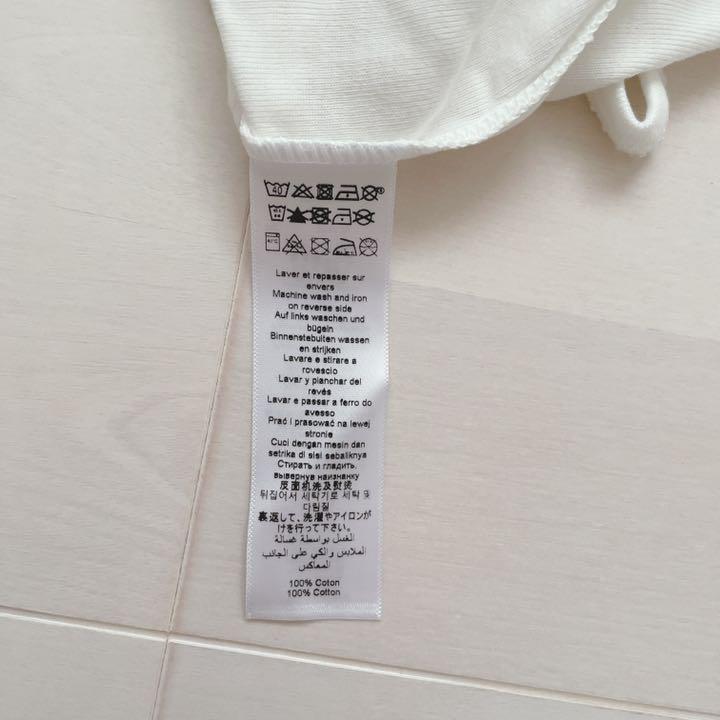 40
40
40°C
Laver et repasser sur
envers
Machine wash and iron
on reverse side
Auf links waschen und
bügeln
Binnenstebuiten wassen
en strijken
Lavare e stirare a
rovescio
Lavar y planchar del
revés
Lavar e passar a ferro do
avesso
Prać i prasować na lewej
stronie
Cuci dengan mesin dan
setrika di sisi sebaliknya
Стирать и гладить,
вывернув наизнанку
反面机洗及熨烫
뒤집어서 세탁기로 세탁 및
다림질
裏返して、洗濯やアイロンが
けを行って下さい。
الغسل بواسطة غسالة
الملابس والكي على الجانب
المعاكس
100% Coton
100% Cotton